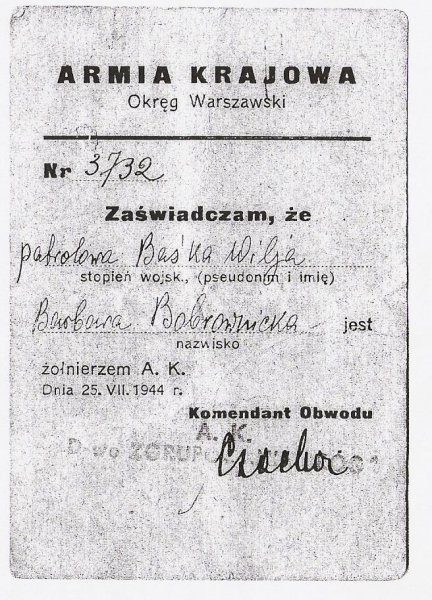 ARMIA KRAJOWA
Okręg Warszawski
Nr 3732
Zaświadczam, że
patrolowa Baśka Wilja
stopień wojsk., (pseudonim i imię)
Barbara Bobrownicka jest
nazwisko
żołnierzem A. K.
Dnia 25. VII. 1944 r.
Komendant Obwodu
A. K.
D-wo